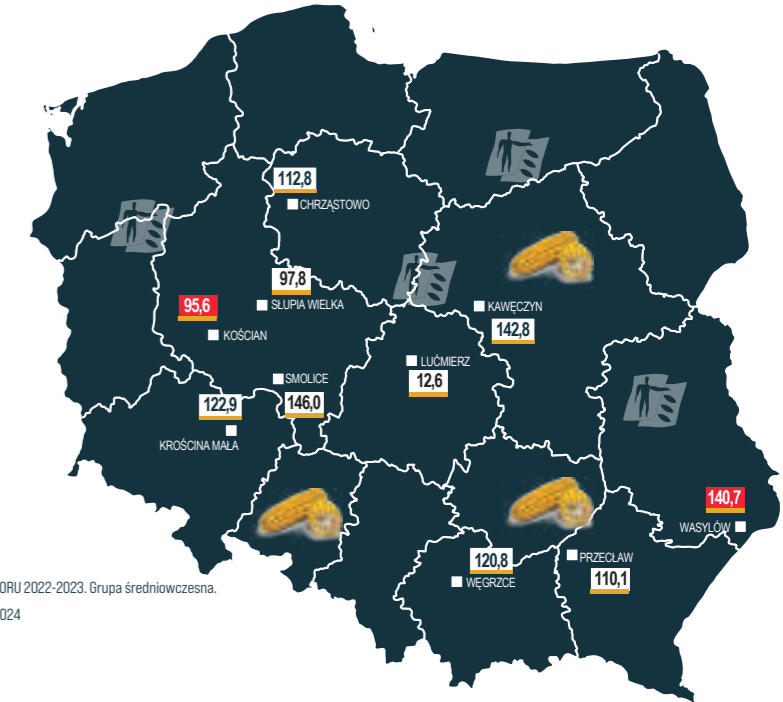 112,8
CHRZĄSTOWO
97,8
SŁUPIA WIELKA
95,6
KOŚCIAN
KAWĘCZYN
142,8
LUĆMIERZ
12,6
SMOLICE
146,0
122,9
KROŚCINA MAŁA
140,7
WASYLÓW
120,8
WĘGRZCE
PRZECŁAW
110,1
ORU 2022-2023. Grupa średniowczesna.
024